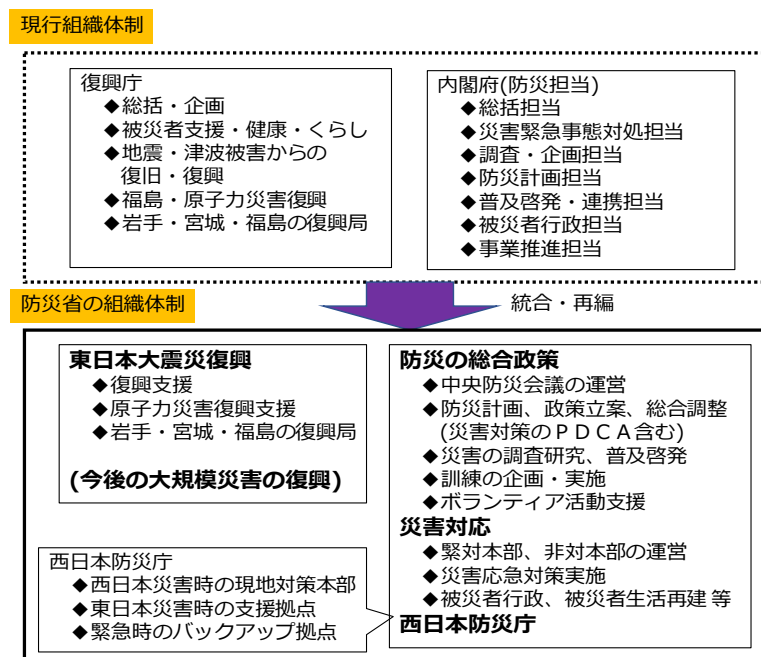 現行組織体制
復興庁
◆総括・企画
◆被災者支援・健康・くらし
◆地震・津波被害からの
復旧・復興
◆福島・原子力災害復興
◆岩手・宮城・福島の復興局
内閣府(防災担当)
◆総括担当
◆災害緊急事態対処担当
◆調査・企画担当
◆防災計画担当
◆普及啓発・連携担当
◆被災者行政担当
◆事業推進担当
統合・再編
防災省の組織体制
東日本大震災復興
◆復興支援
◆原子力災害復興支援
◆岩手・宮城・福島の復興局
(今後の大規模災害の復興)
西日本防災庁
◆西日本災害時の現地対策本部
◆東日本災害時の支援拠点
◆緊急時のバックアップ拠点
防災の総合政策
◆中央防災会議の運営
◆防災計画、政策立案、総合調整
(災害対策のＰＤＣＡ含む)
◆災害の調査研究、普及啓発
◆訓練の企画・実施
◆ボランティア活動支援
災害対応
◆緊対本部、非対本部の運営
◆災害応急対策実施
◆被災者行政、被災者生活再建 等
西日本防災庁